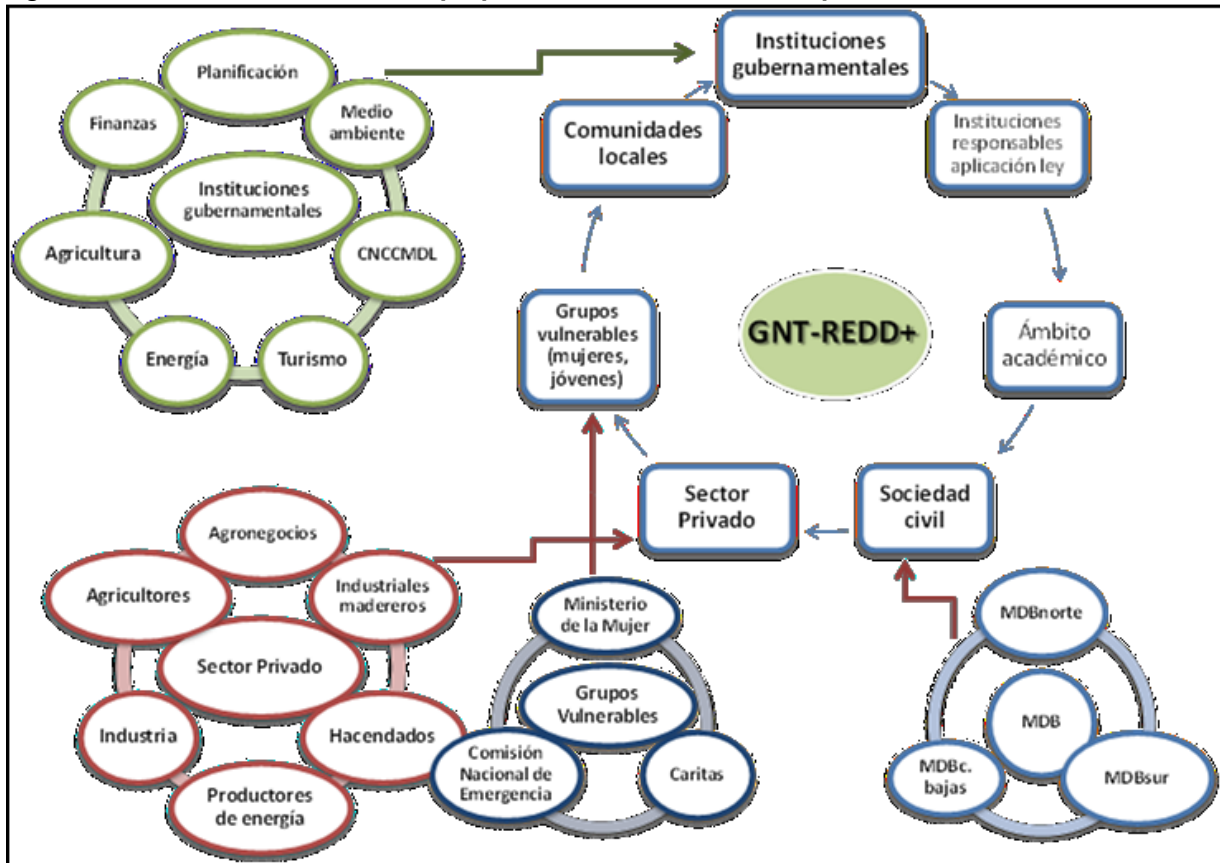 Planificación
Finanzas
Medio
ambiente
Instituciones
gubernamentales
Agricultura
CNCCMDL
Energía
Turismo
Instituciones
gubernamentales
Comunidades
locales
Instituciones
responsables
aplicación ley
Grupos
vulnerables
(mujeres,
jóvenes)
GNT-REDD+
Ámbito
académico
Sector
Privado
Sociedad
civil
Agronegocios
Agricultores
Industriales
madereros
Sector Privado
Industria
Hacendados
Productores
de energía
Ministerio
de la Mujer
Grupos
Vulnerables
Comisión
Nacional de
Emergencia
Caritas
MDBnorte
MDB
MDBc.
bajas
MDBsur